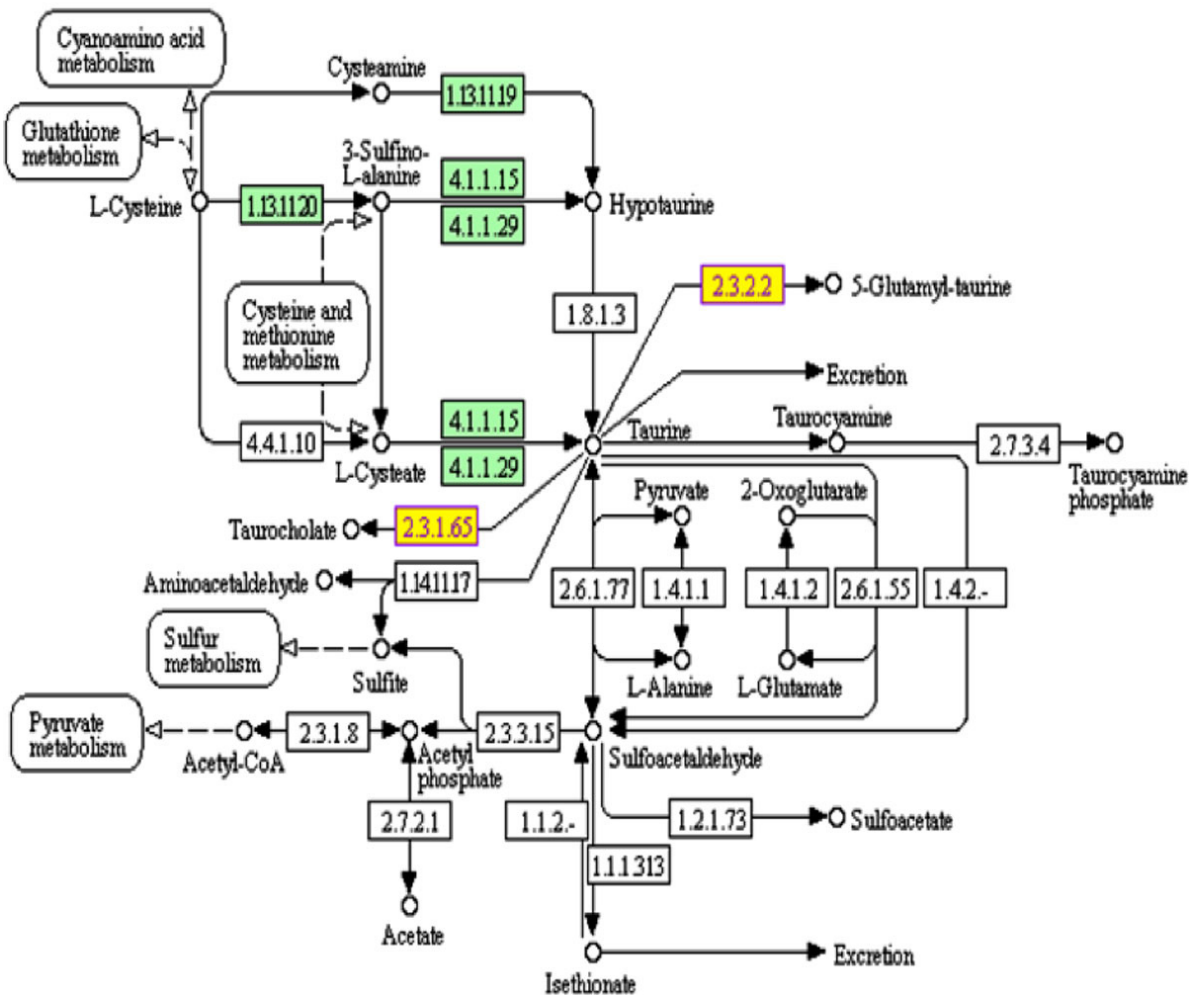 Cyanoamino acid
metabolism
Cysteamine
1.13.11.19
Glutathione
metabolism
3-Sulfino-
L-alanine
4.1.1.15
L-Cysteine
1.13.11.20
Hypotaurine
4.1.1.29
2.3.2.2
5-Glutamyl-taurine
Cysteine and
methionine
metabolism
1.8.1.3
Excretion
4.1.1.15
Taurine
Taurocyamine
4.4.1.10
2.7.3.4
L-Cysteate
4.1.1.29
Taurocyamine
phosphate
Pyruvate
2-Oxoglutarate
Taurocholate
2.3.1.65
Aminoacetaldehyde
1.14.11.17
2.6.1.77
1.4.1.1
1.4.1.2
2.6.1.55
1.4.2.-
Sulfur
metabolism
Sulfite
L-Alanine
L-Glutamate
Pyruvate
metabolism
2.3.1.8
2.3.3.15
Acetyl-CoA
Acetyl
phosphate
Sulfoacetaldehyde
2.7.2.1
1.1.2.-
1.2.1.73
Sulfoacetate
1.1.1.313
Acetate
Excretion
Isethionate